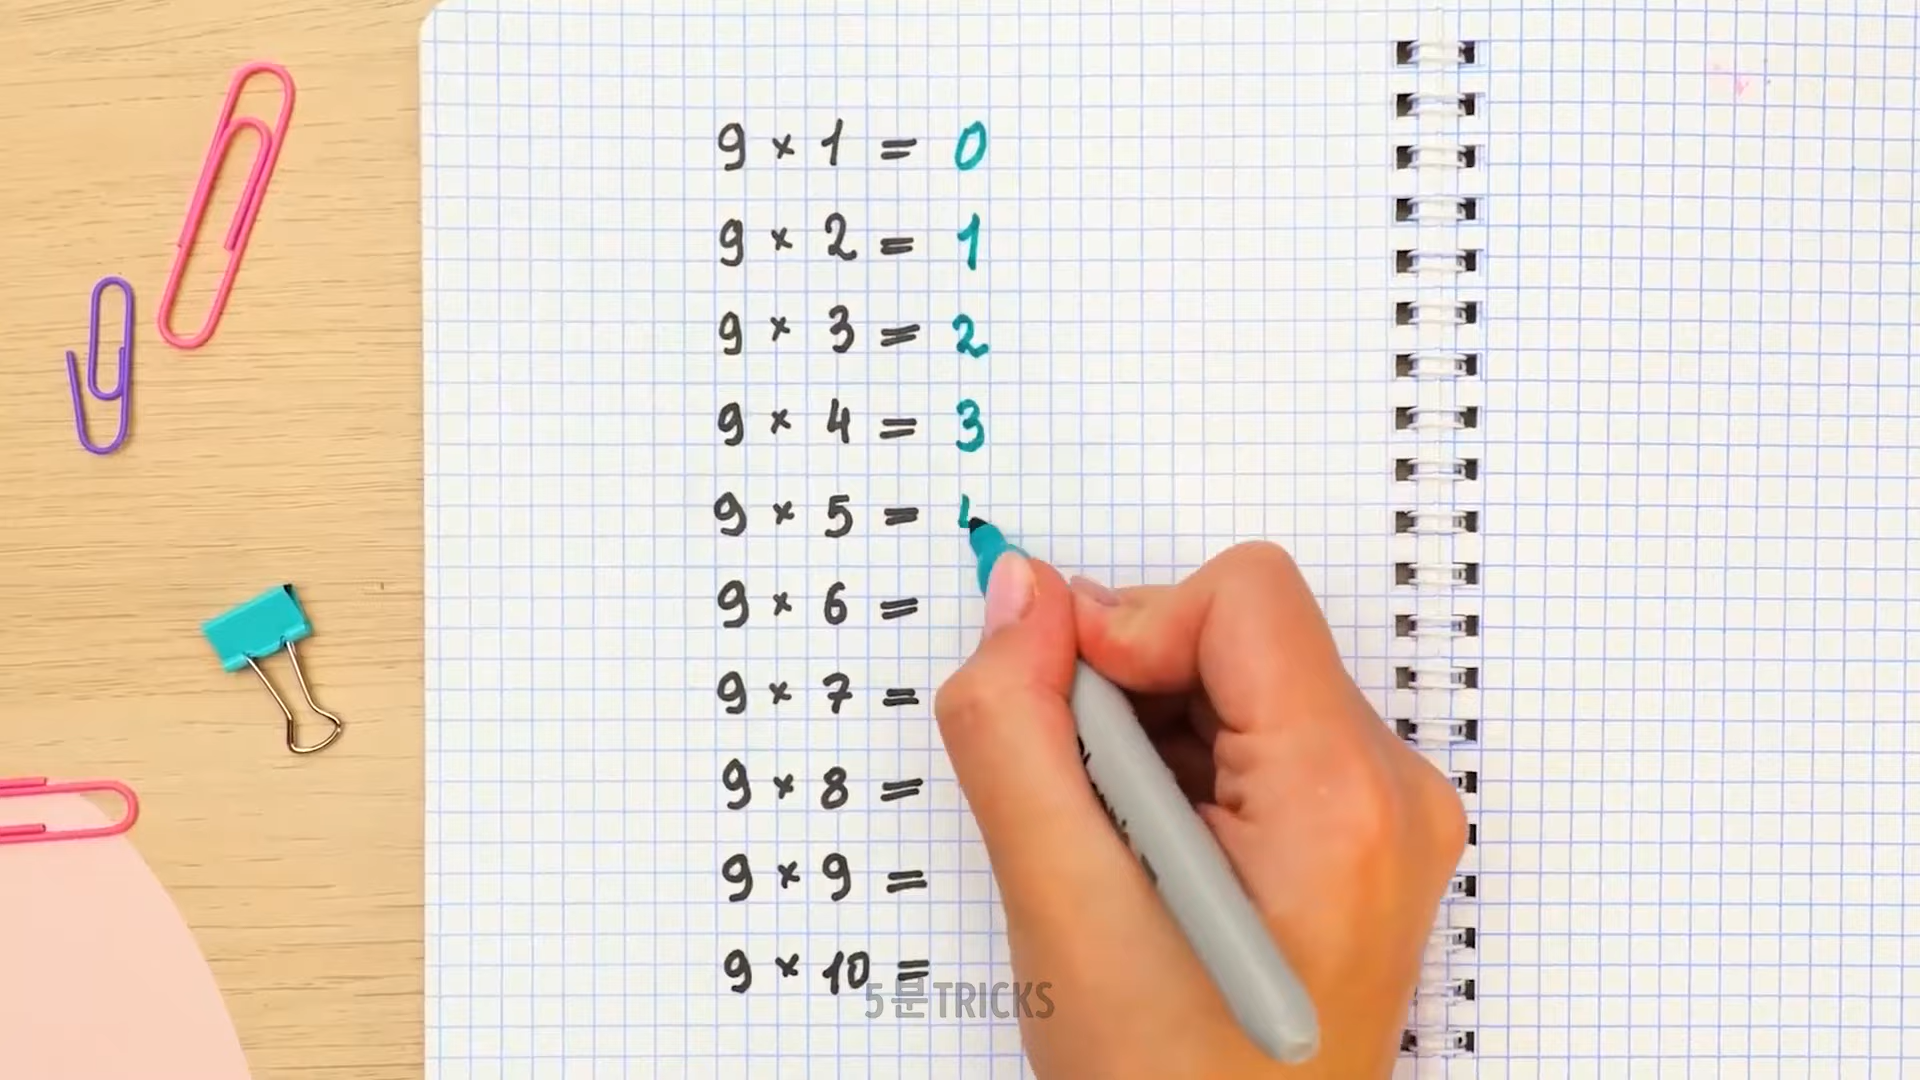 9 × 1 = 0
9 × 2 = 1
9 × 3 = 2
9 × 4 = 3
9 × 5 = 4
9 × 6 =
9 × 7 =
9 × 8 =
9 × 9 =
9 × 10 =
5분TRICKS